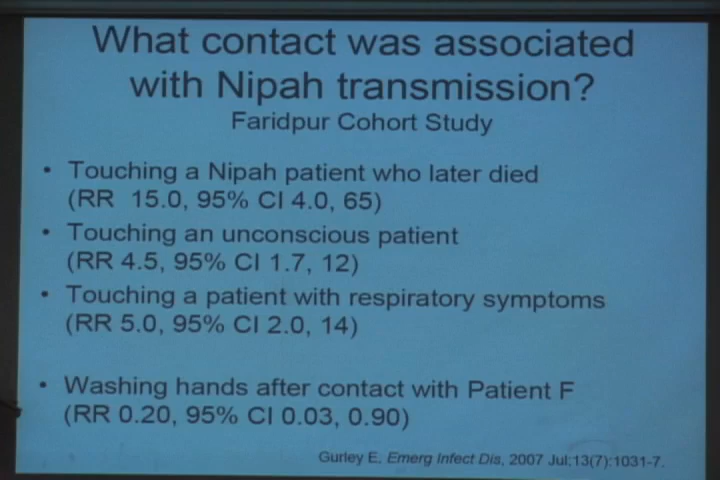 What contact was associated
with Nipah transmission?
Faridpur Cohort Study
• Touching a Nipah patient who later died
(RR 15.0, 95% CI 4.0, 65)
• Touching an unconscious patient
(RR 4.5, 95% CI 1.7, 12)
• Touching a patient with respiratory symptoms
(RR 5.0, 95% CI 2.0, 14)
• Washing hands after contact with Patient F
(RR 0.20, 95% CI 0.03, 0.90)
Gurley E, Emerg Infect Dis, 2007 Jul;13(7):1031-7.